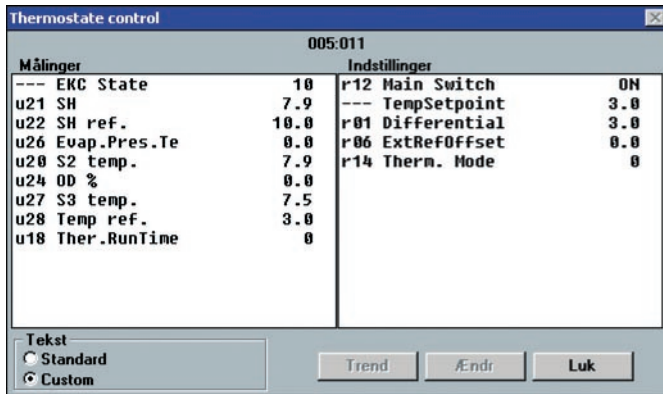 Thermostate control
005:011
Målinger
--- EKC State 10
u21 SH 7.9
u22 SH ref. 10.0
u26 Evap.Pres.Te 0.0
u20 S2 temp. 7.9
u24 OD % 0.0
u27 S3 temp. 7.5
u28 Temp ref. 3.0
u18 Ther.RunTime 0
Indstillinger
r12 Main Switch ON
--- TempSetpoint 3.0
r01 Differential 3.0
r06 ExtRefOffset 0.0
r14 Therm. Mode 0
Tekst
Standard
Custom
Trend
Ændr
Luk